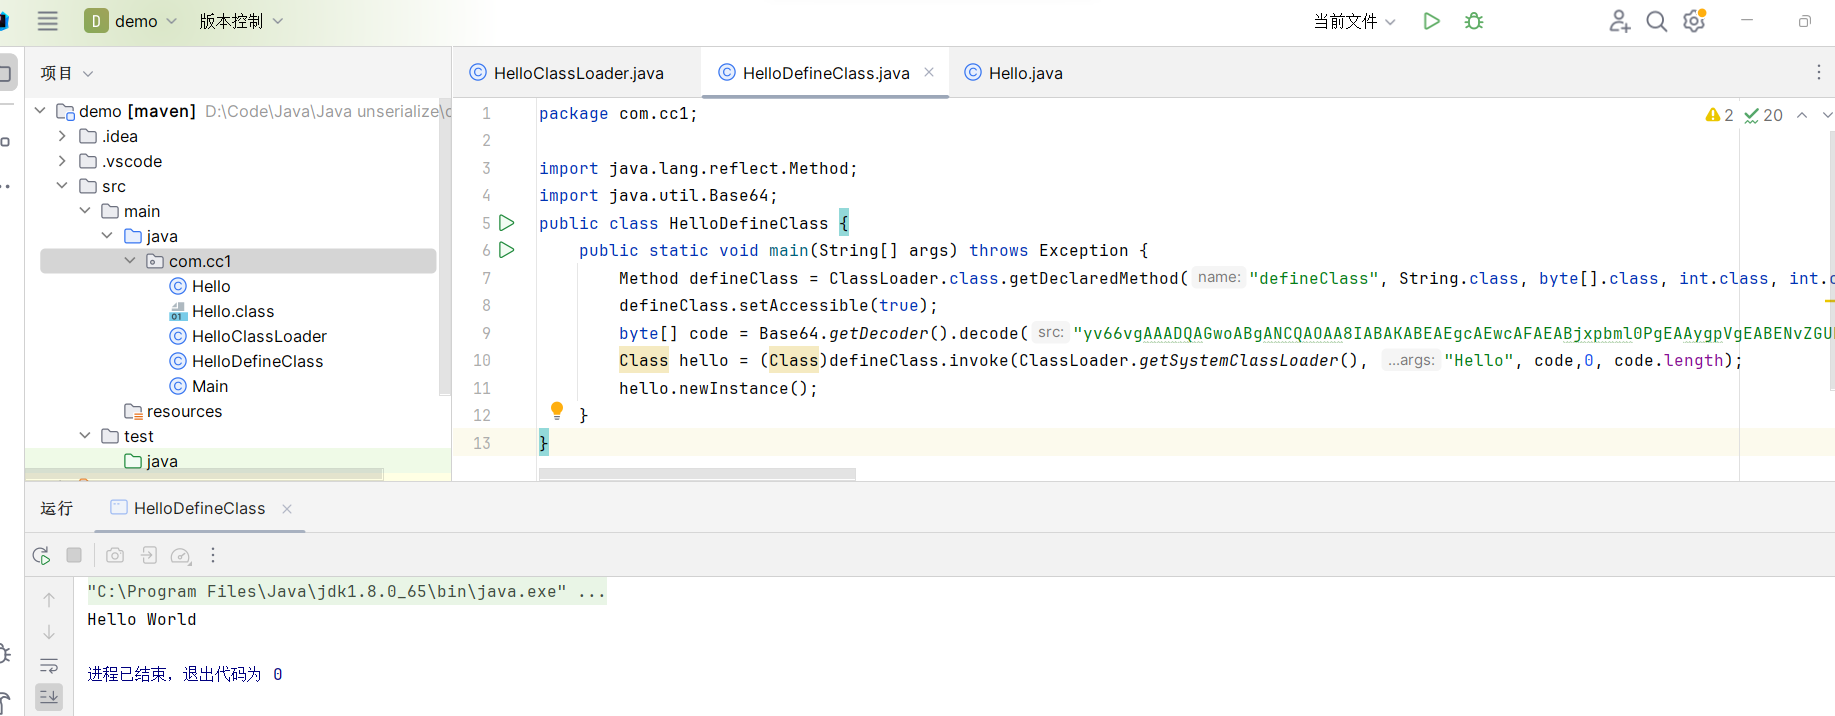 D demo 版本控制 当前文件
项目
HelloClassLoader.java HelloDefineClass.java Hello.java
demo [maven] D:\Code\Java\Java unserialize\
.idea
.vscode
src
main
java
com.cc1
Hello
Hello.class
HelloClassLoader
HelloDefineClass
Main
resources
test
java
2 20
1 package com.cc1;
2
3 import java.lang.reflect.Method;
4 import java.util.Base64;
5 public class HelloDefineClass {
6 public static void main(String[] args) throws Exception {
7 Method defineClass = ClassLoader.class.getDeclaredMethod( name: "defineClass", String.class, byte[].class, int.class, int.
8 defineClass.setAccessible(true);
9 byte[] code = Base64.getDecoder().decode( src: "yv66vgAAADQAGwoABgANCQAOAA8IABAKABEAEgcAEwcAFAEABjxpbml0PgEAAygpVgEABENvZGU
10 Class hello = (Class)defineClass.invoke(ClassLoader.getSystemClassLoader(), ...args: "Hello", code,0, code.length);
11 hello.newInstance();
12 }
13 }
运行 HelloDefineClass
"C:\Program Files\Java\jdk1.8.0_65\bin\java.exe" ...
Hello World
进程已结束，退出代码为 0